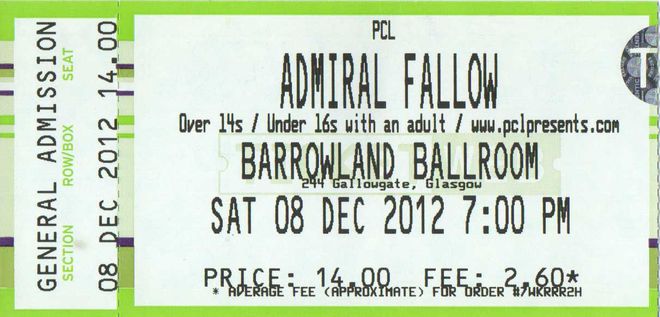 GENERAL ADMISSION
SECTION ROW/BOX SEAT
08 DEC 2012 14.00
PCL
ADMIRAL FALLOW
Over 14s / Under 16s with an adult / www.pclpresents.com
BARROWLAND BALLROOM
244 Gallowgate, Glasgow
SAT 08 DEC 2012 7:00 PM
PRICE: 14.00 FEE: 2.60*
* AVERAGE FEE (APPROXIMATE) FOR ORDER #7WKRRR2H
T